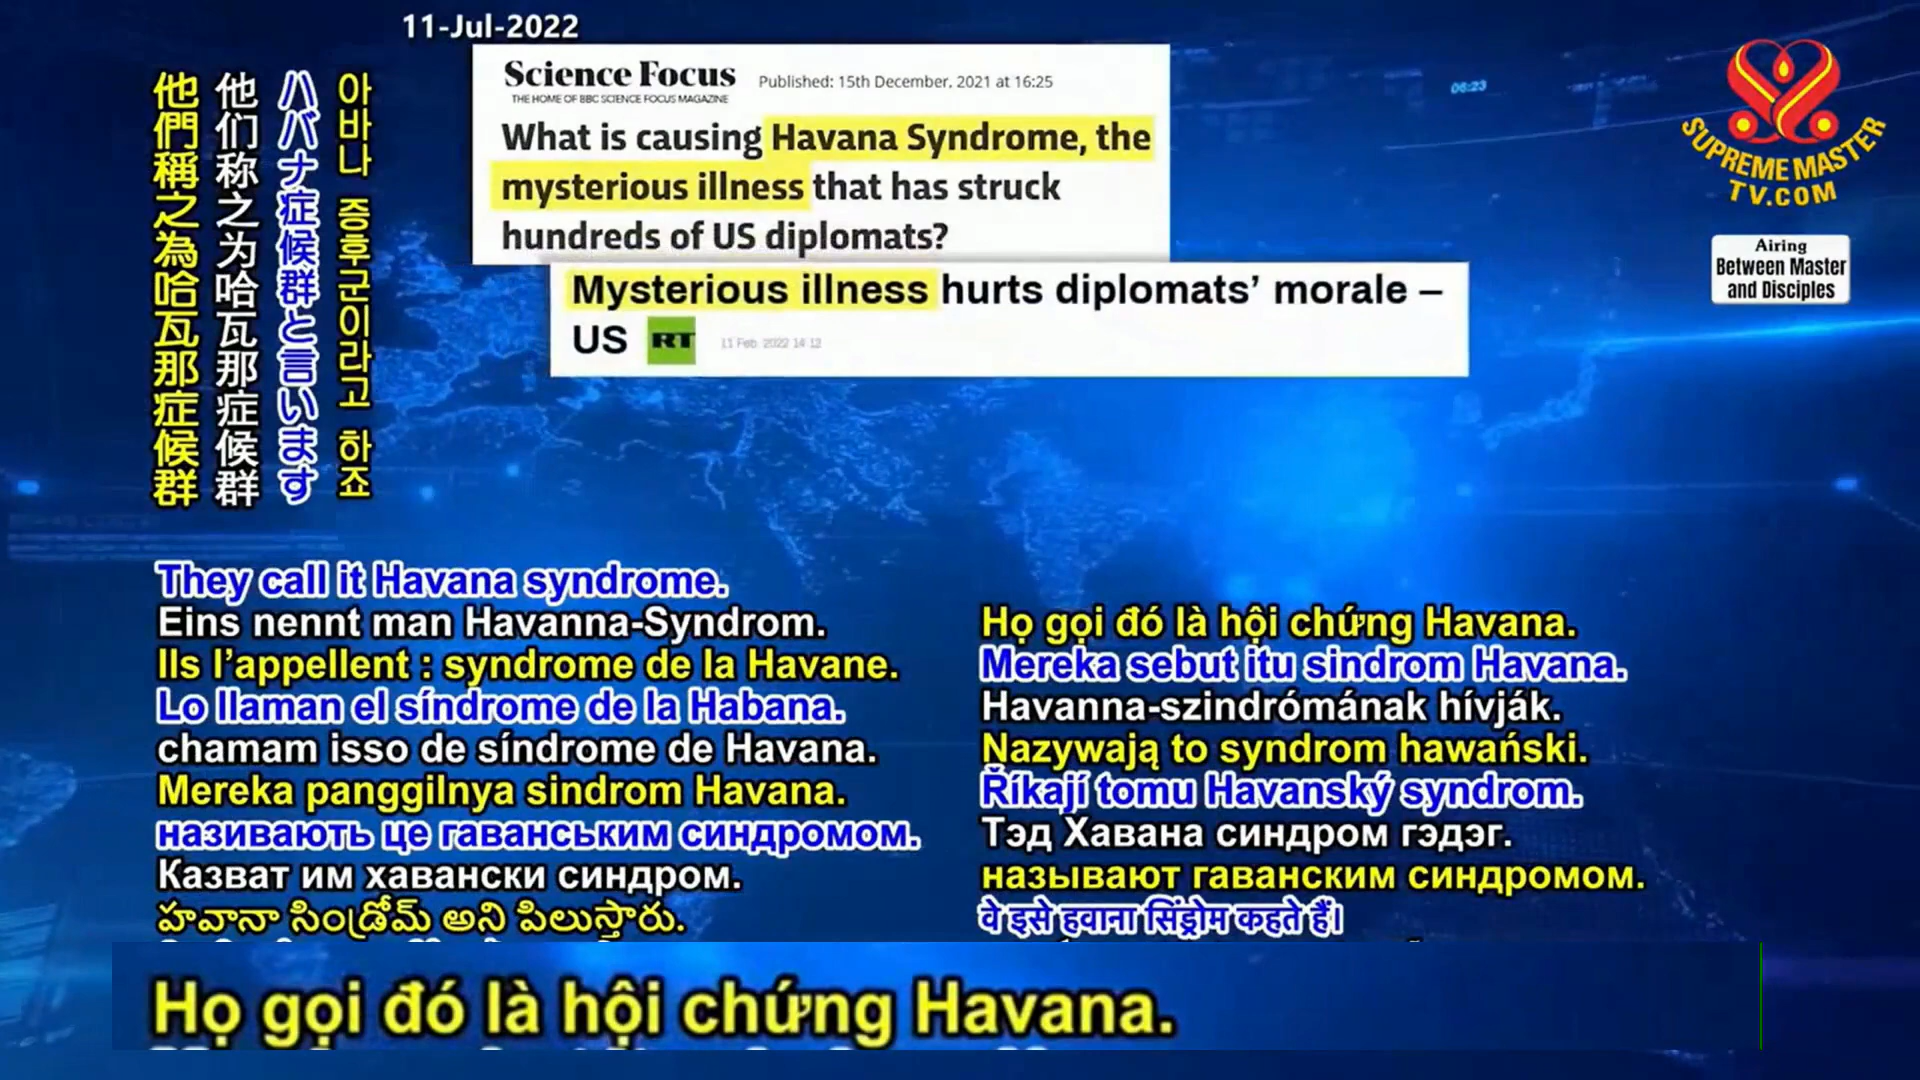 11-Jul-2022
Science Focus
THE HOME OF BBC SCIENCE FOCUS MAGAZINE
Published: 15th December, 2021 at 16:25
What is causing Havana Syndrome, the
mysterious illness that has struck
hundreds of US diplomats?
Mysterious illness hurts diplomats’ morale –
US RT 11 Feb, 2022 14:12
06:23
SUPREME MASTER
TV.COM
Airing
Between Master
and Disciples
아바나 증후군이라고 하죠
ハバナ症候群と言います
他们称之为哈瓦那症候群
他們稱之為哈瓦那症候群
They call it Havana syndrome.
Eins nennt man Havanna-Syndrom.
Ils l’appellent : syndrome de la Havane.
Lo llaman el síndrome de la Habana.
chamam isso de síndrome de Havana.
Mereka panggilnya sindrom Havana.
називають це гаванським синдромом.
Казват им хавански синдром.
హవానా సిండ్రోమ్ అని పిలుస్తారు.
Họ gọi đó là hội chứng Havana.
Mereka sebut itu sindrom Havana.
Havanna-szindrómának hívják.
Nazywają to syndrom hawański.
Říkají tomu Havanský syndrom.
Тэд Хавана синдром гэдэг.
называют гаванским синдромом.
वे इसे हवाना सिंड्रोम कहते हैं।
Họ gọi đó là hội chứng Havana.